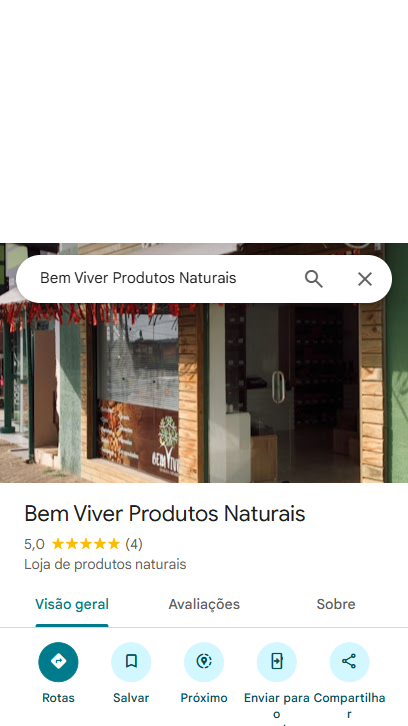 Bem Viver Produtos Naturais
BEM VIVE
Bem Viver Produtos Naturais
5,0 ★★★★★ (4)
Loja de produtos naturais
Visão geral Avaliações Sobre
Rotas Salvar Próximo Enviar para o Compartilhar